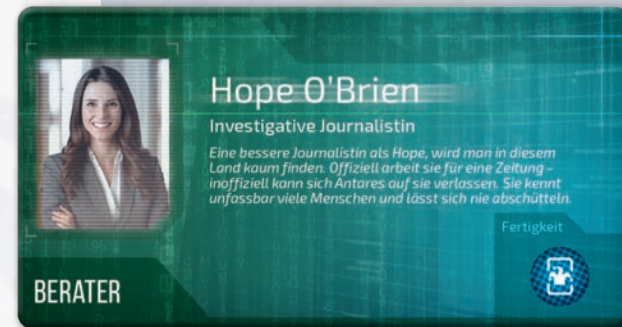 Hope O'Brien
Investigative Journalistin
Eine bessere Journalistin als Hope, wird man in diesem
Land kaum finden. Offiziell arbeit sie für eine Zeitung –
inoffiziell kann sich Antares auf sie verlassen. Sie kennt
unfassbar viele Menschen und lässt sich nie abschütteln.
Fertigkeit
BERATER